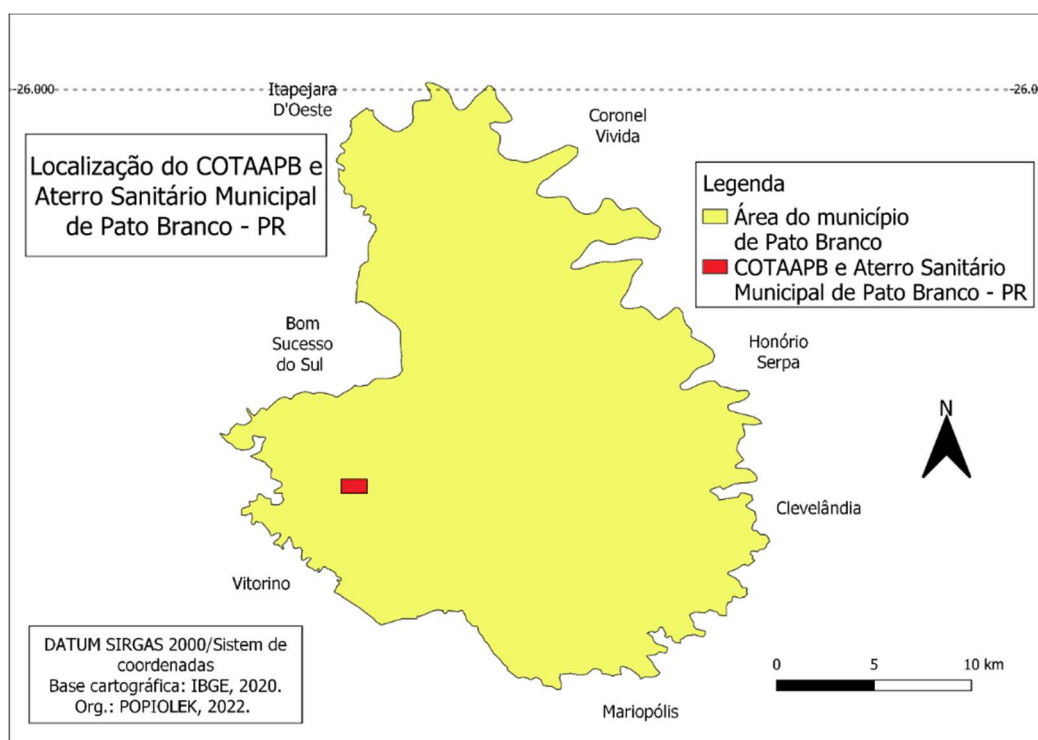 -26.000
-26.0
Itapejara
D'Oeste
Coronel
Vivida
Localização do COTAAPB e
Aterro Sanitário Municipal
de Pato Branco - PR
Legenda
Área do município
de Pato Branco
COTAAPB e Aterro Sanitário
Municipal de Pato Branco - PR
Bom
Sucesso
do Sul
Honório
Serpa
N
Clevelândia
Vitorino
DATUM SIRGAS 2000/Sistem de
coordenadas
Base cartográfica: IBGE, 2020.
Org.: POPIOLEK, 2022.
0 5 10 km
Mariopólis